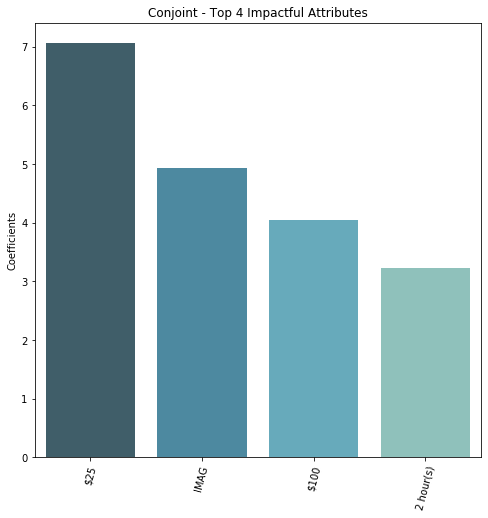 Conjoint - Top 4 Impactful Attributes
7
6
5
4
3
2
1
0
Coefficients
$25
IMAG
$100
2 hour(s)